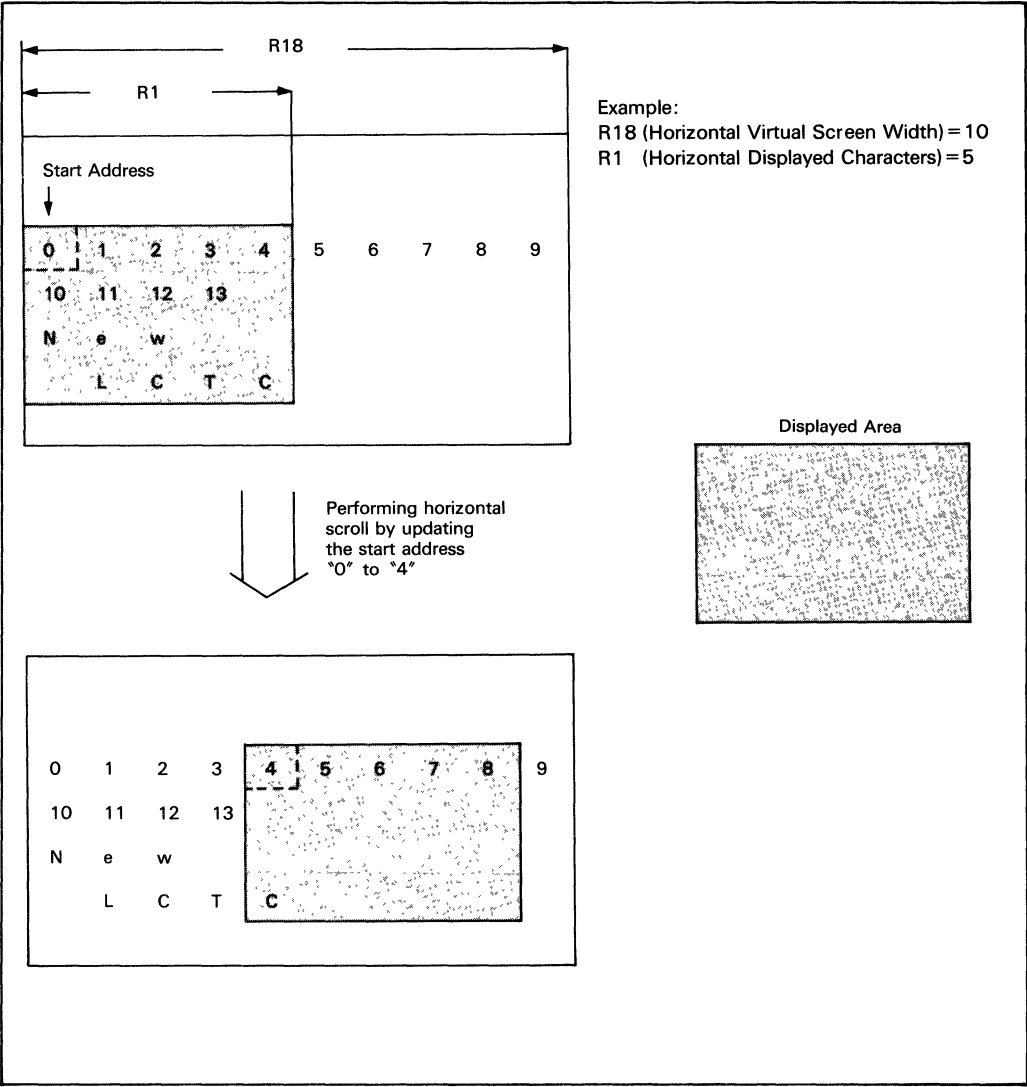 R18
R1
Example:
R18 (Horizontal Virtual Screen Width)=10
R1 (Horizontal Displayed Characters)=5
Start Address
0 1 2 3 4 5 6 7 8 9
10 11 12 13
N e w
L C T C
Displayed Area
Performing horizontal
scroll by updating
the start address
"0" to "4"
0 1 2 3 4 5 6 7 8 9
10 11 12 13
N e w
L C T C